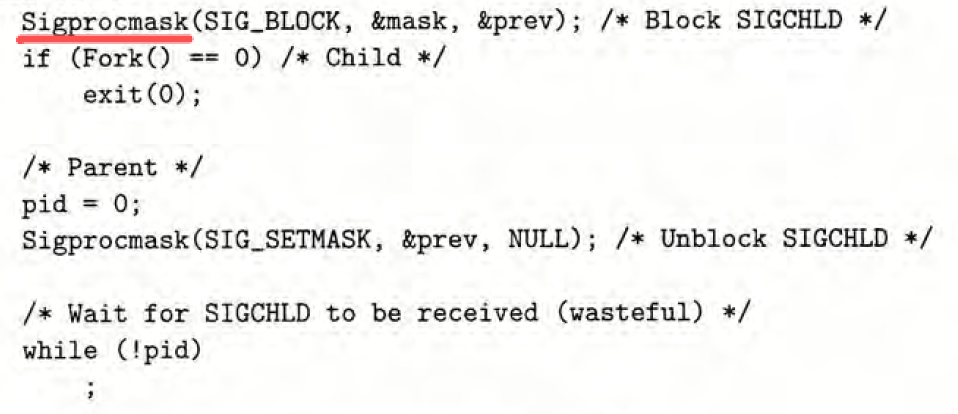 Sigprocmask(SIG_BLOCK, &mask, &prev); /* Block SIGCHLD */
if (Fork() == 0) /* Child */
    exit(0);

/* Parent */
pid = 0;
Sigprocmask(SIG_SETMASK, &prev, NULL); /* Unblock SIGCHLD */

/* Wait for SIGCHLD to be received (wasteful) */
while (!pid)
    ;